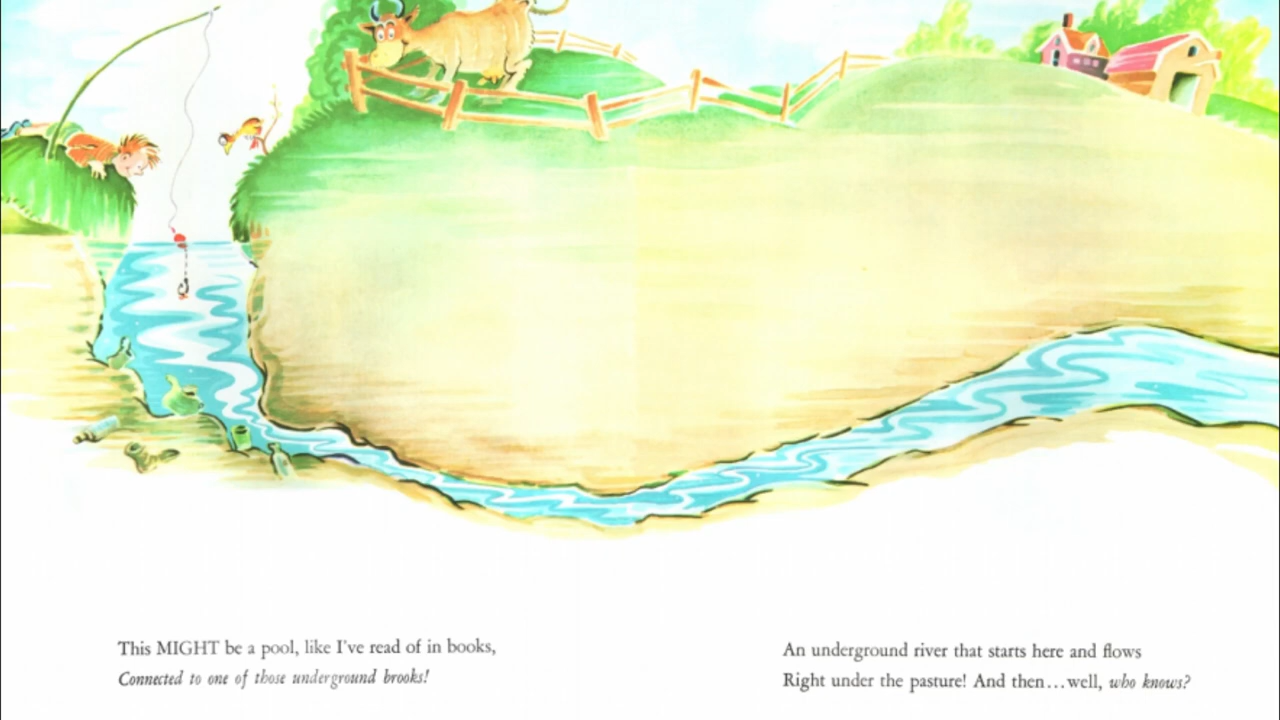 This MIGHT be a pool, like I've read of in books,
Connected to one of those underground brooks!
An underground river that starts here and flows
Right under the pasture! And then...well, who knows?